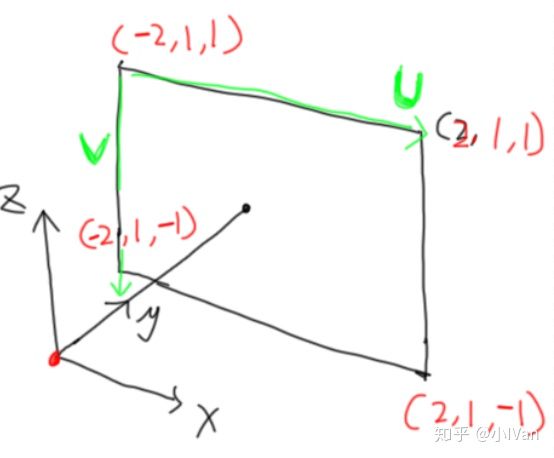 (-2,1,1)
U
(2,1,1)
V
Z
(-2,1,-1)
y
X
(2,1,-1)
知乎 @小IVan